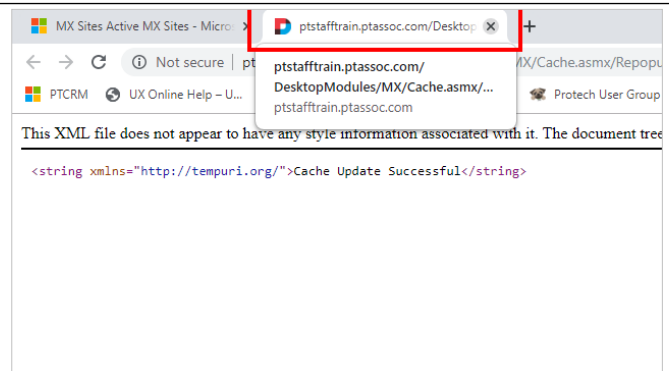 MX Sites Active MX Sites - Micro
ptstafftrain.ptassoc.com/Desktop
Not secure | pt
MX/Cache.asmx/Repopu
ptstafftrain.ptassoc.com/
DesktopModules/MX/Cache.asmx/...
ptstafftrain.ptassoc.com
PTCRM
UX Online Help – U...
Protech User Group
This XML file does not appear to have any style information associated with it. The document tree
<string xmlns="http://tempuri.org/">Cache Update Successful</string>